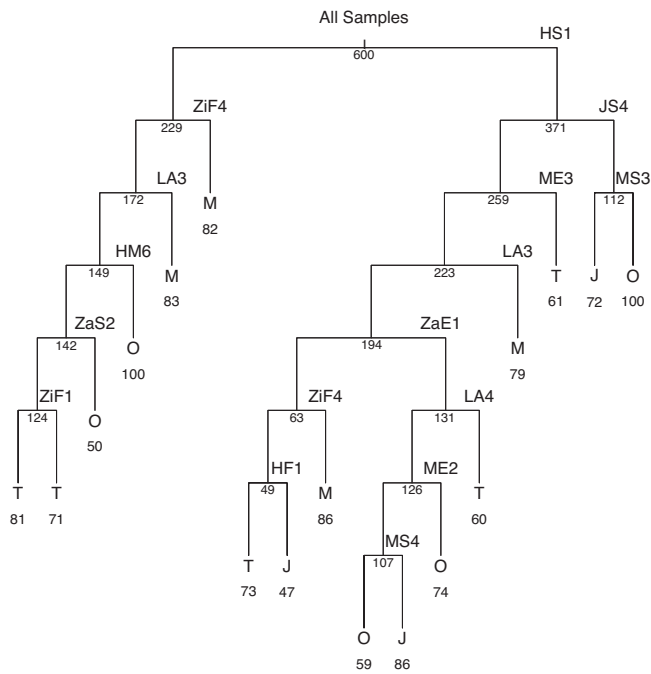 All Samples
HS1
600
ZiF4 JS4
229 371
LA3 ME3 MS3
172 M 259 112
82
HM6 LA3
149 M 223 T J O
83 61 72 100
ZaS2 ZaE1
142 O 194 M
100 79
ZiF1 ZiF4 LA4
124 O 63 131
50
HF1 ME2
T T 49 M 126 T
81 71 86 60
MS4
T J 107 O
73 47 74
O J
59 86